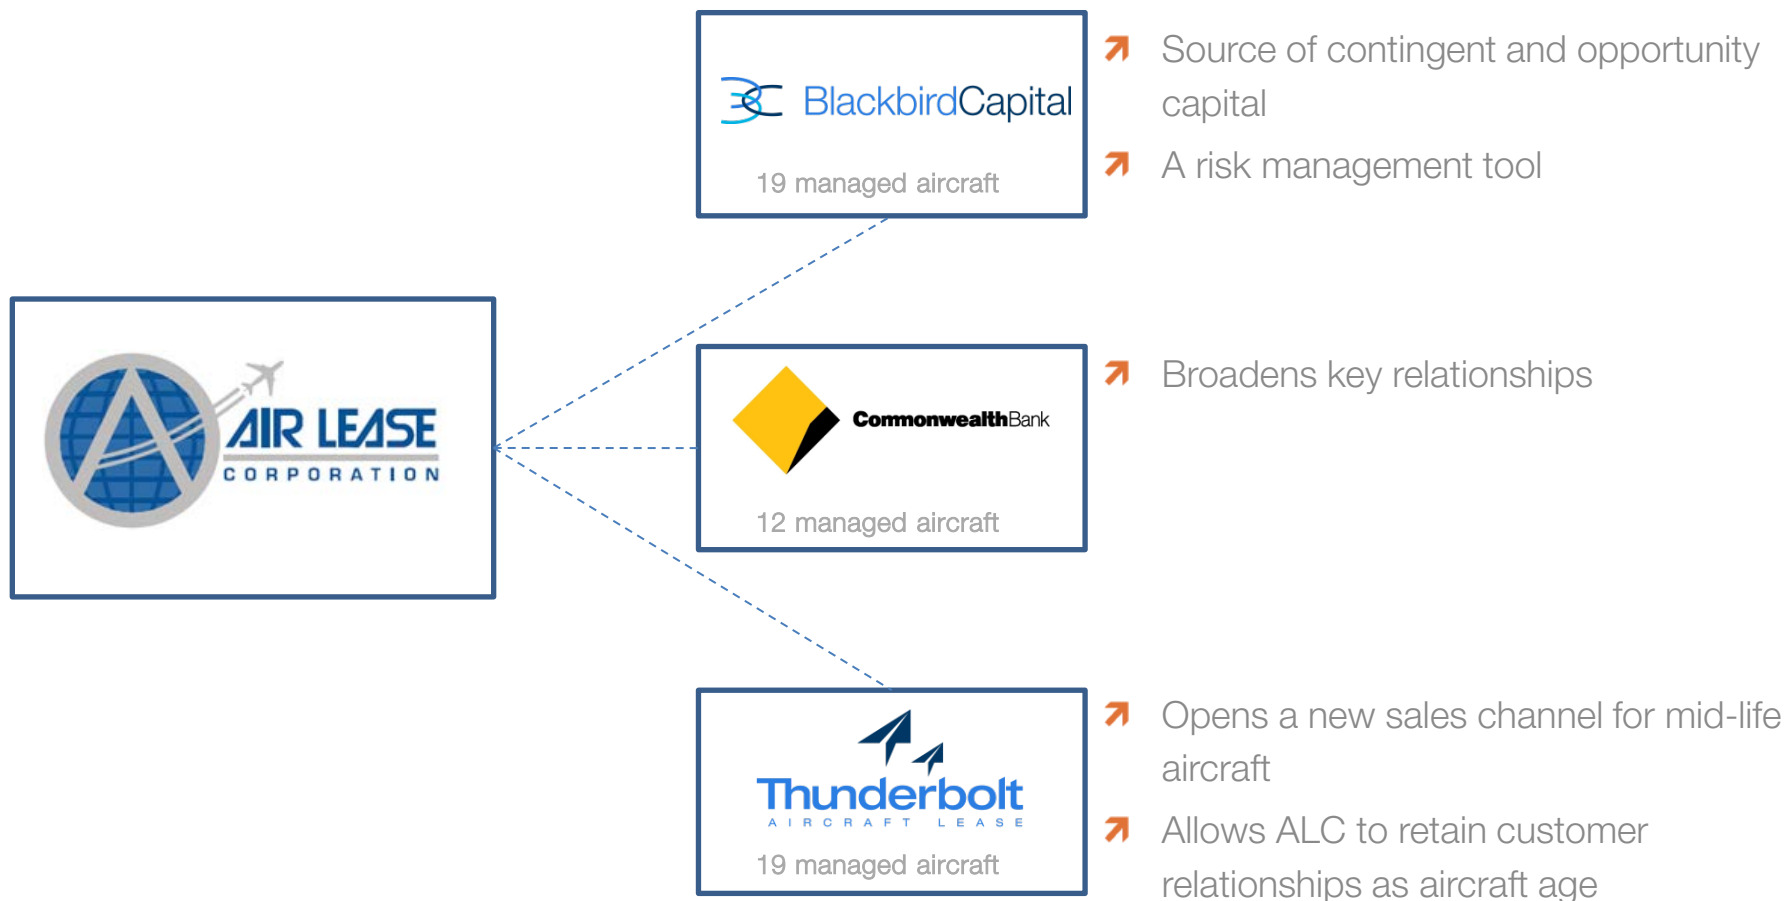 BlackbirdCapital
19 managed aircraft
Source of contingent and opportunity
capital
A risk management tool
AIR LEASE
CORPORATION
CommonwealthBank
12 managed aircraft
Broadens key relationships
Thunderbolt
AIRCRAFT LEASE
19 managed aircraft
Opens a new sales channel for mid-life
aircraft
Allows ALC to retain customer
relationships as aircraft age